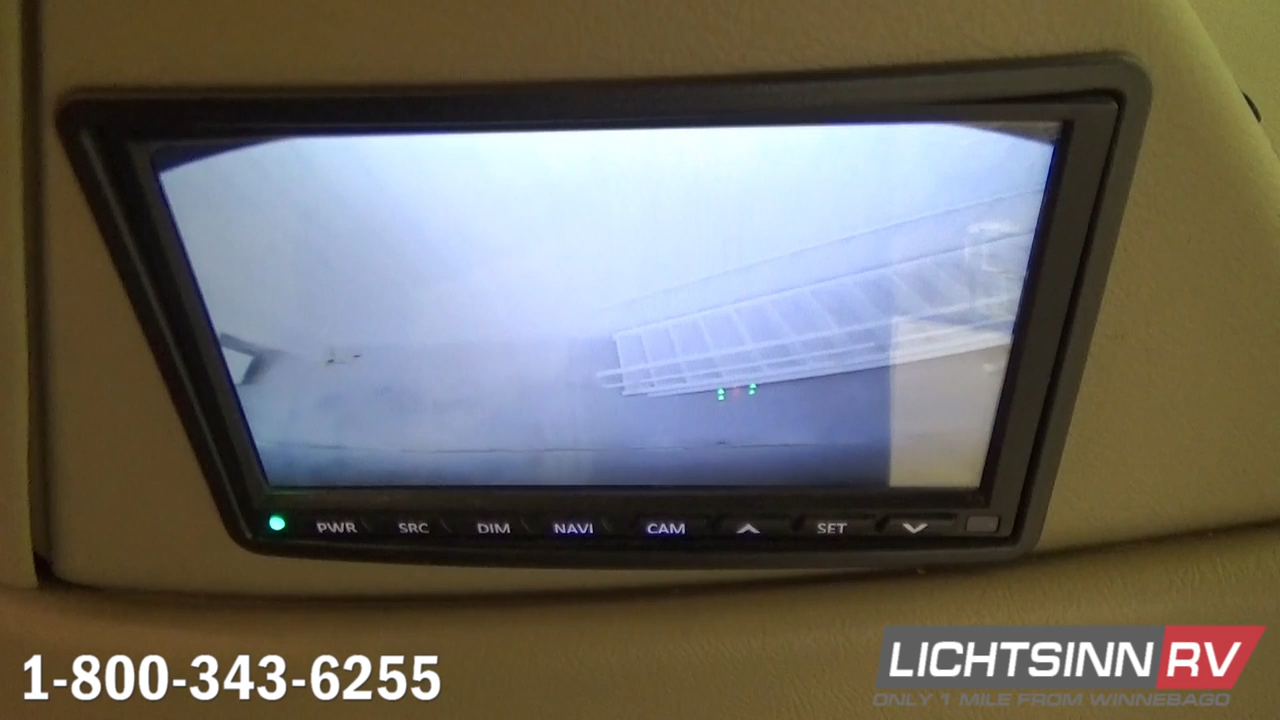 PWR SRC DIM NAVI CAM SET
1-800-343-6255
LICHTSINN RV
ONLY 1 MILE FROM WINNEBAGO